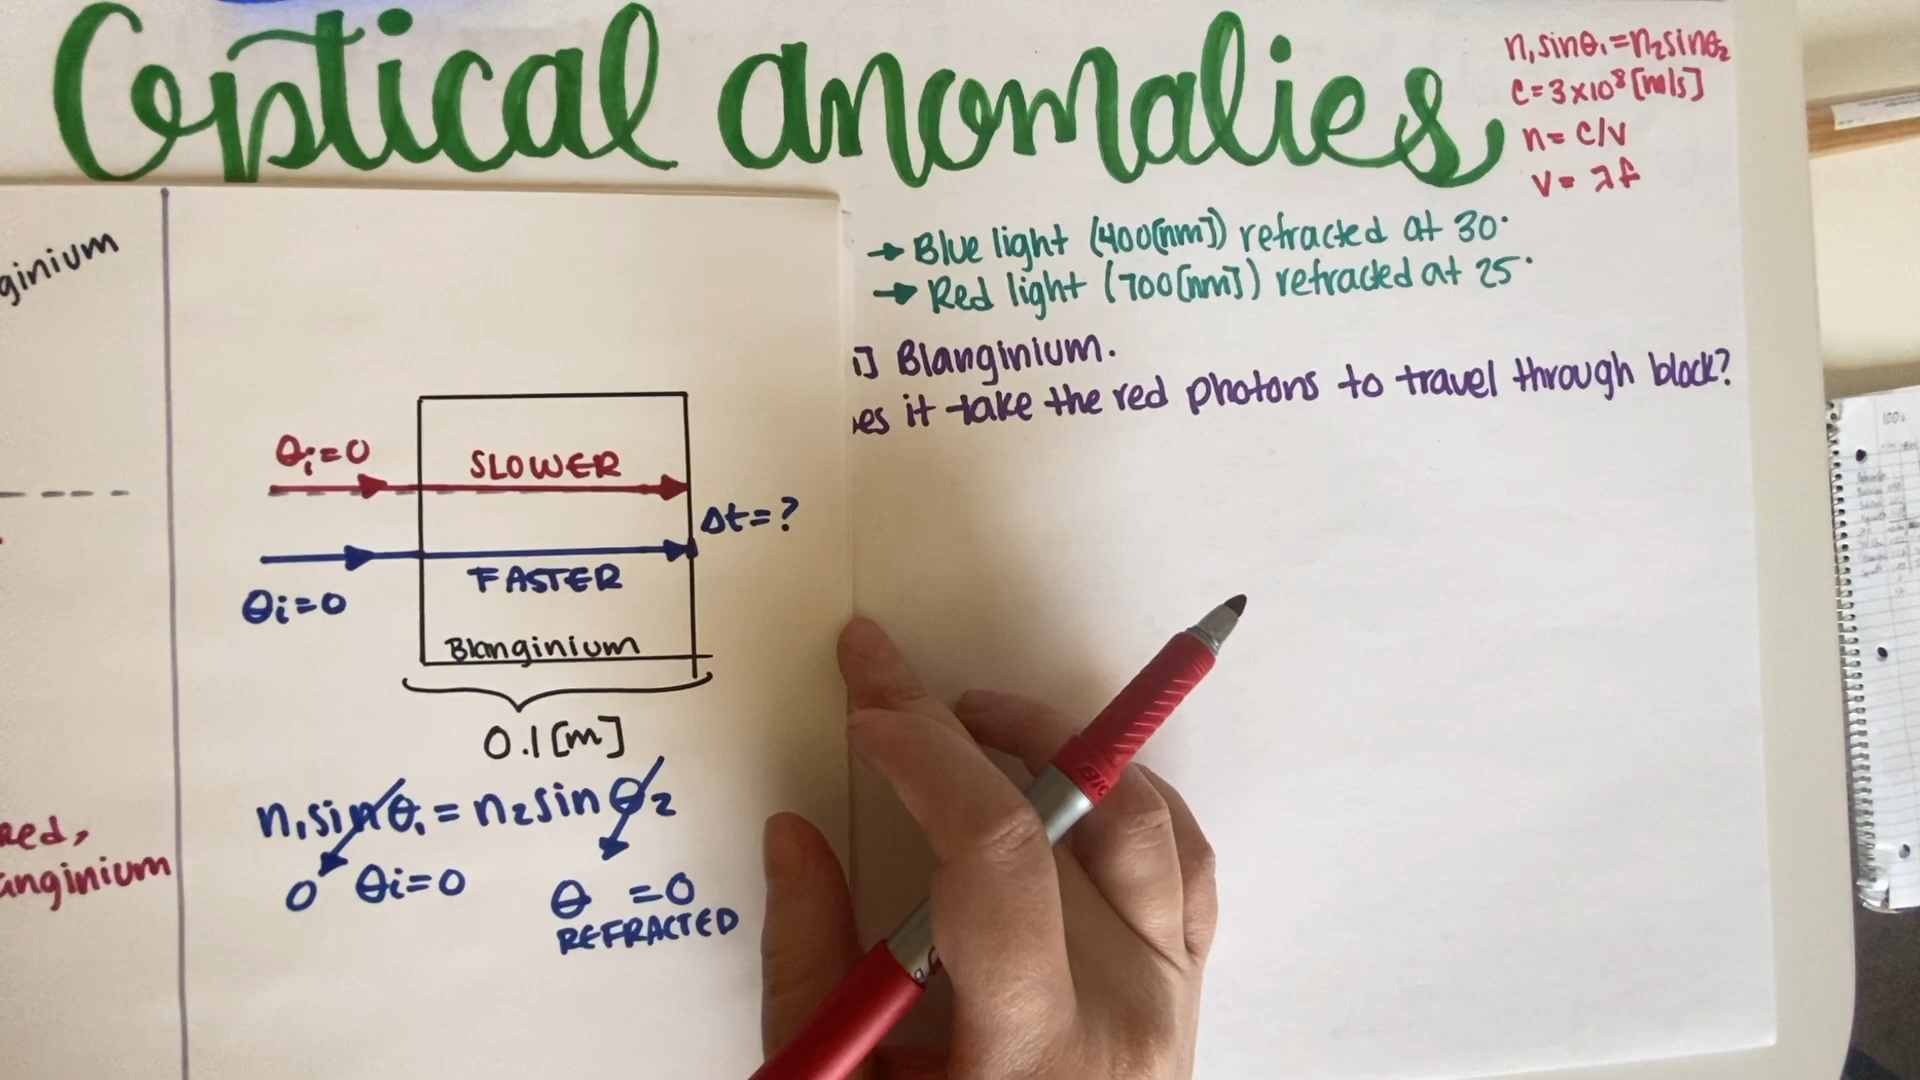 Optical anomalies
n₁sinθ₁=n₂sinθ₂
c=3×10⁸[m/s]
n= c/v
v= λf
→ Blue light (400[nm]) refracted at 30°
→ Red light (700[nm]) refracted at 25°
] Blanginium.
es it take the red photons to travel through block?
ginium
θi=0
SLOWER
Δt=?
FASTER
θi=0
Blanginium
0.1[m]
n₁sinθ₁=n₂sinθ₂
0 θi=0
θ =0
REFRACTED
Red,
anginium
BIC